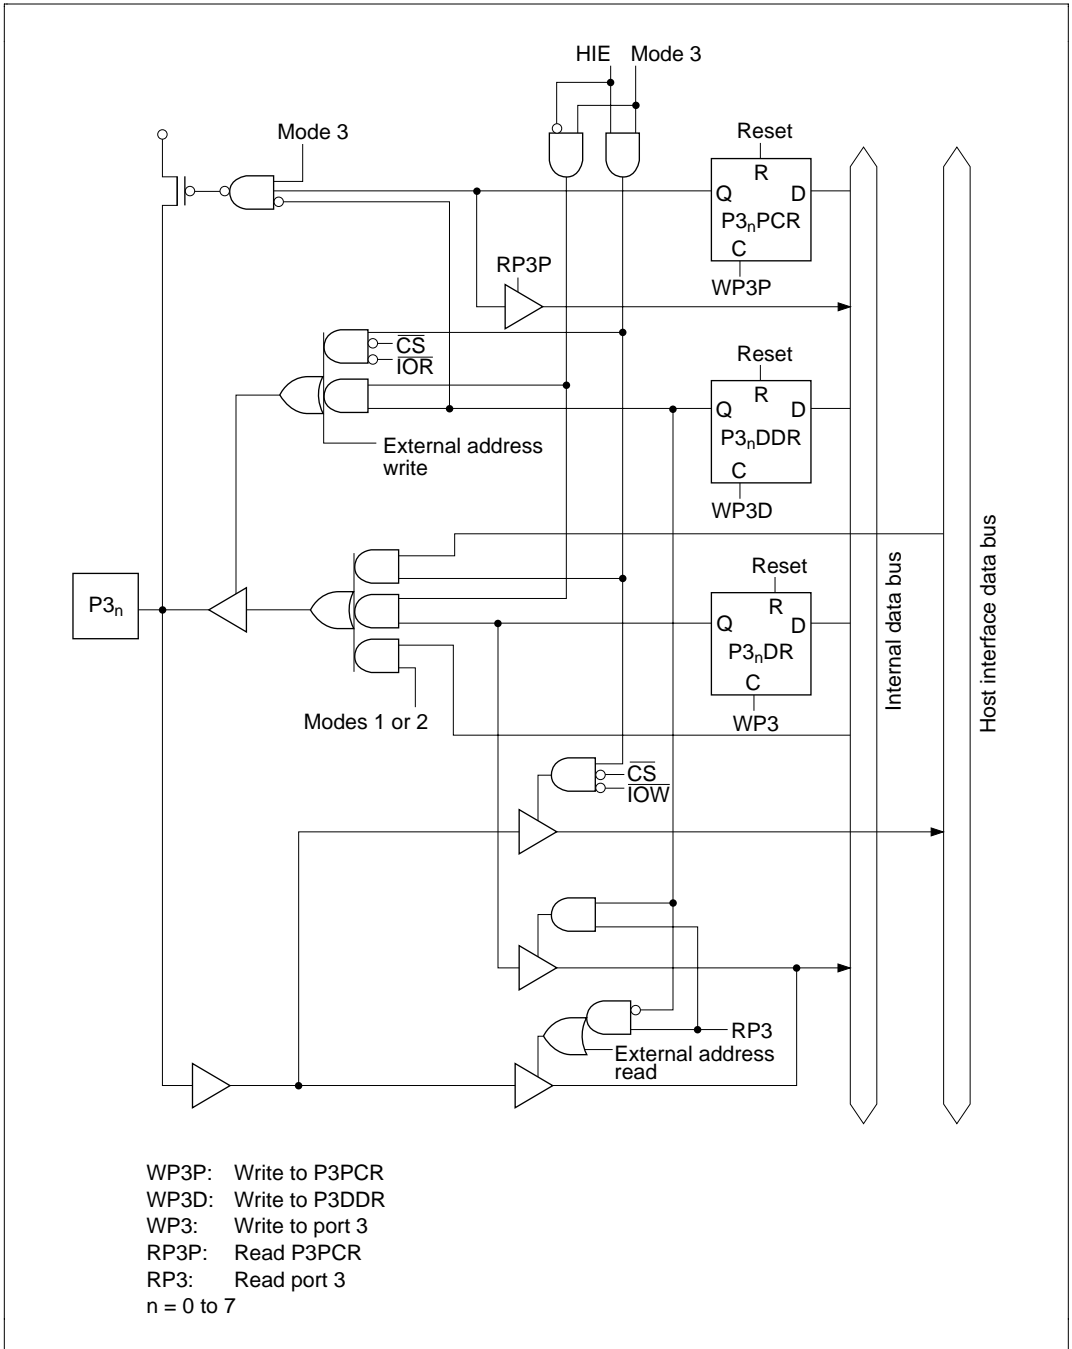 HIE Mode 3
Mode 3
Reset
R
Q D
P3nPCR
C
WP3P
RP3P
CS
IOR
Reset
R
Q D
P3nDDR
C
WP3D
External address
write
P3n
Reset
R
Q D
P3nDR
C
WP3
Modes 1 or 2
Internal data bus
Host interface data bus
CS
IOW
RP3
External address
read
WP3P: Write to P3PCR
WP3D: Write to P3DDR
WP3: Write to port 3
RP3P: Read P3PCR
RP3: Read port 3
n = 0 to 7